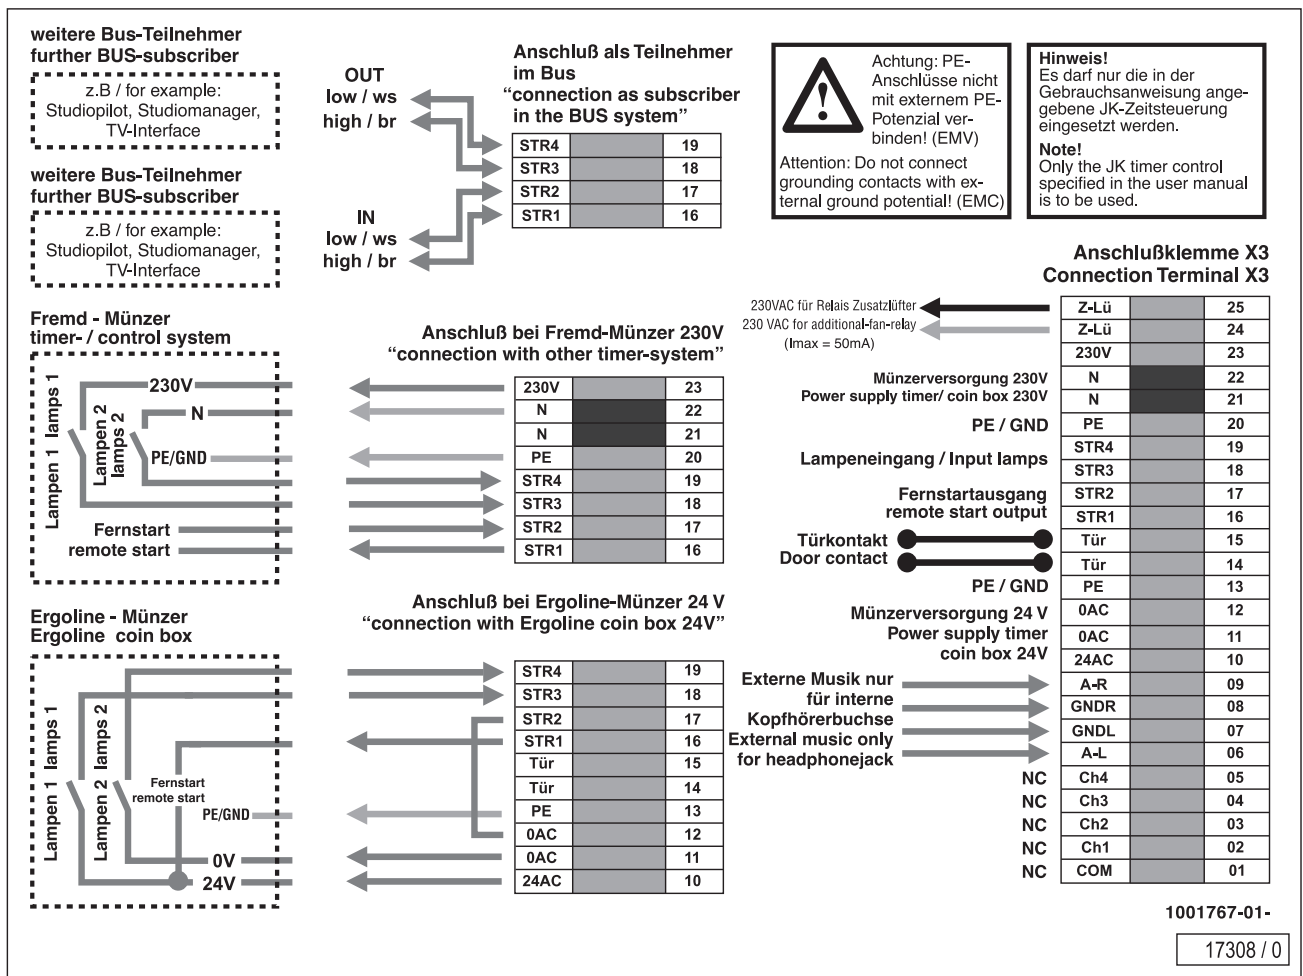 weitere Bus-Teilnehmer
further BUS-subscriber
z.B / for example:
Studiopilot, Studiomanager,
TV-Interface
weitere Bus-Teilnehmer
further BUS-subscriber
z.B / for example:
Studiopilot, Studiomanager,
TV-Interface
OUT
low / ws
high / br
IN
low / ws
high / br
Anschluß als Teilnehmer
im Bus
“connection as subscriber
in the BUS system”
STR4 19
STR3 18
STR2 17
STR1 16
!
Achtung: PE-
Anschlüsse nicht
mit externem PE-
Potenzial ver-
binden! (EMV)
Attention: Do not connect
grounding contacts with ex-
ternal ground potential! (EMC)
Hinweis!
Es darf nur die in der
Gebrauchsanweisung ange-
gebene JK-Zeitsteuerung
eingesetzt werden.
Note!
Only the JK timer control
specified in the user manual
is to be used.
Fremd - Münzer
timer- / control system
Lampen 1 lamps 1
Lampen 2
lamps 2
230V
N
PE/GND
Fernstart
remote start
Anschluß bei Fremd-Münzer 230V
“connection with other timer-system”
230V 23
N 22
N 21
PE 20
STR4 19
STR3 18
STR2 17
STR1 16
Ergoline - Münzer
Ergoline coin box
Lampen 1 lamps 1
Lampen 2 lamps 2
Fernstart
remote start
PE/GND
0V
24V
Anschluß bei Ergoline-Münzer 24 V
“connection with Ergoline coin box 24V”
STR4 19
STR3 18
STR2 17
STR1 16
Tür 15
Tür 14
PE 13
0AC 12
0AC 11
24AC 10
Anschlußklemme X3
Connection Terminal X3
230VAC für Relais Zusatzlüfter
230 VAC for additional-fan-relay
(Imax = 50mA)
Münzerversorgung 230V
Power supply timer/ coin box 230V
PE / GND
Lampeneingang / Input lamps
Fernstartausgang
remote start output
Türkontakt
Door contact
PE / GND
Münzerversorgung 24 V
Power supply timer
coin box 24V
Externe Musik nur
für interne
Kopfhörerbuchse
External music only
for headphonejack
NC
NC
NC
NC
NC
Z-Lü 25
Z-Lü 24
230V 23
N 22
N 21
PE 20
STR4 19
STR3 18
STR2 17
STR1 16
Tür 15
Tür 14
PE 13
0AC 12
0AC 11
24AC 10
A-R 09
GNDR 08
GNDL 07
A-L 06
Ch4 05
Ch3 04
Ch2 03
Ch1 02
COM 01
1001767-01-
17308 / 0